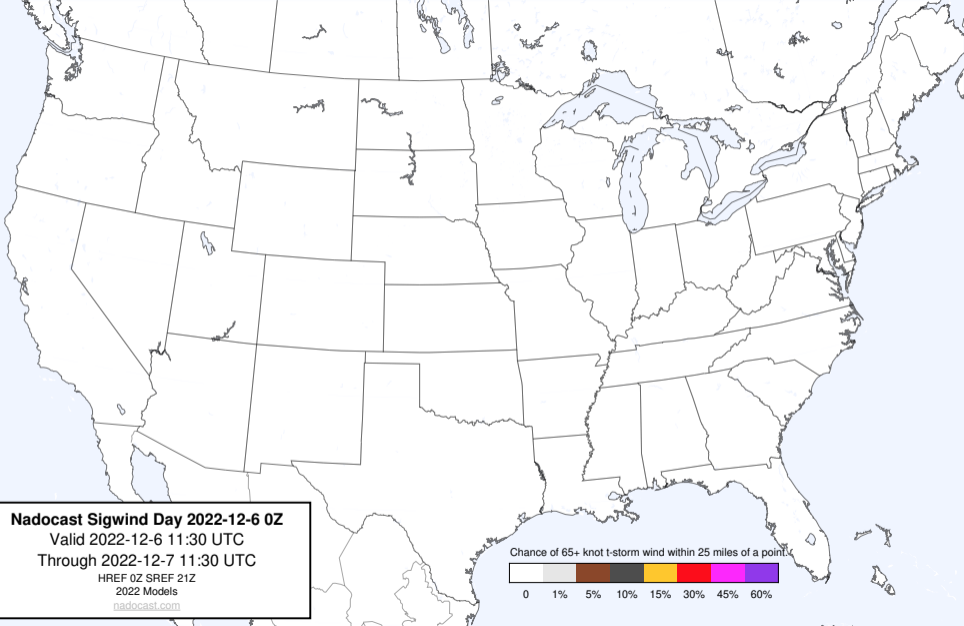 Nadocast Sigwind Day 2022-12-6 0Z
Valid 2022-12-6 11:30 UTC
Through 2022-12-7 11:30 UTC
HREF 0Z SREF 21Z
2022 Models
nadocast.com
Chance of 65+ knot t-storm wind within 25 miles of a point.
0 1% 5% 10% 15% 30% 45% 60%